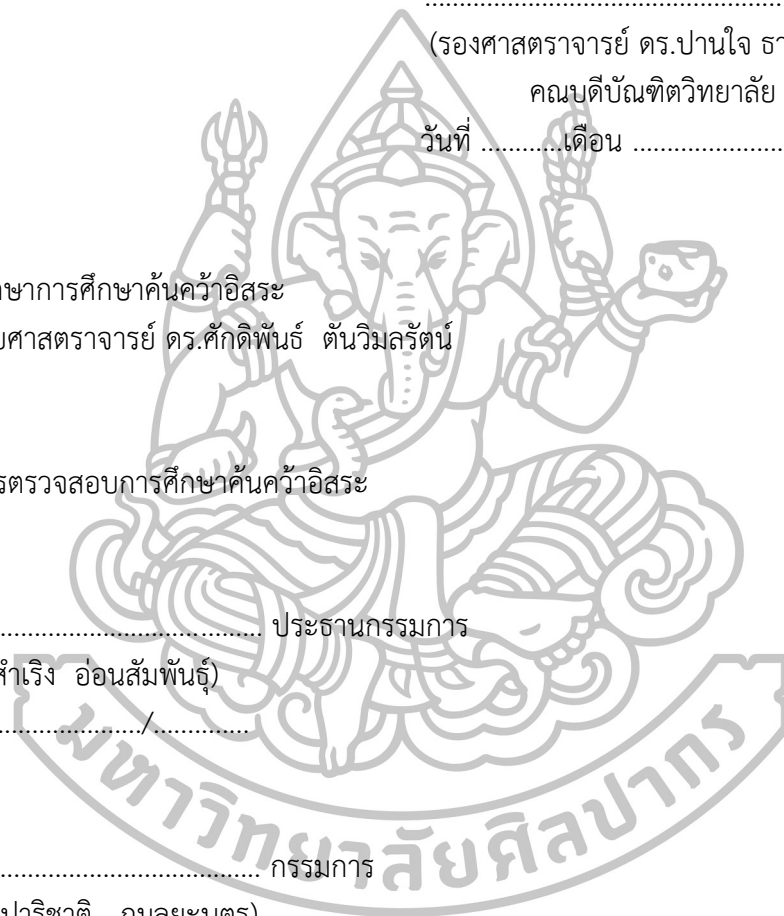 ................................................
(รองศาสตราจารย์ ดร.ปานใจ
คณบดีบัณฑิตวิทยาลัย
วันที่ ............เดือน ......................
ษาการศึกษาค้นคว้าอิสระ
ยศาสตราจารย์ ดร.ศักดิพันธ์ ตันวิมลรัตน์
รตรวจสอบการศึกษาค้นคว้าอิสระ
....................................... ประธานกรรมการ
สำเริง อ่อนสัมพันธุ์)
....................../..............
....................................... กรรมการ
มหาวิทยาลัยศิลปากร